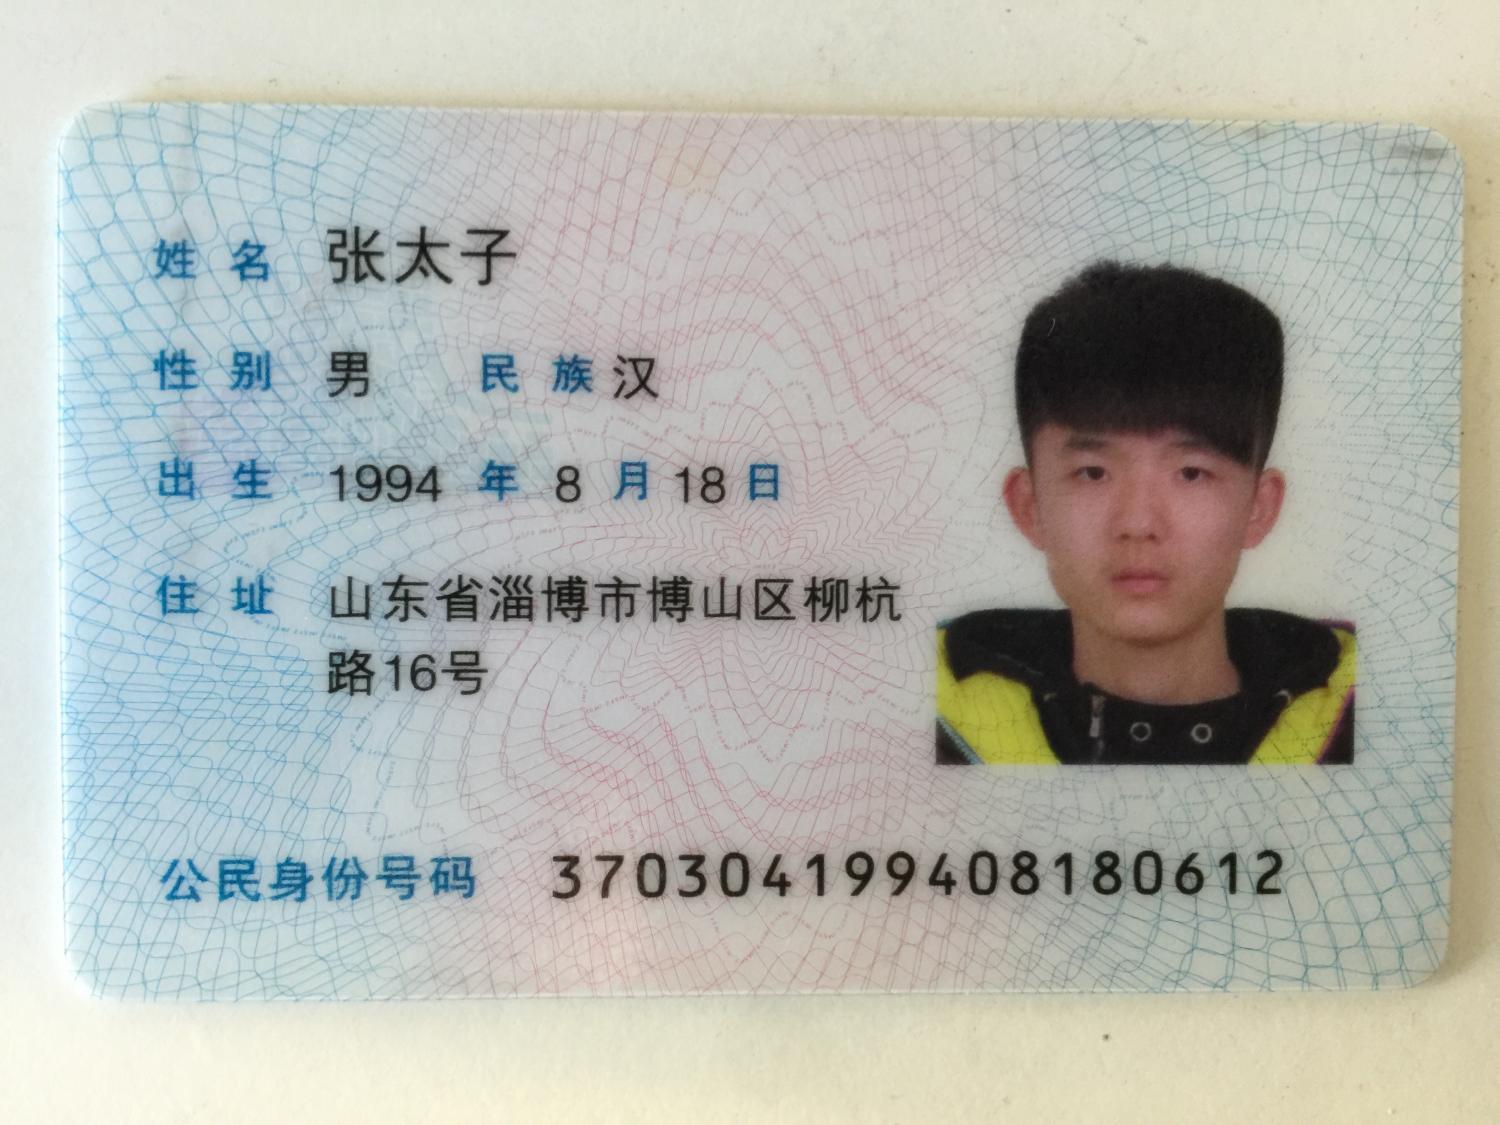 姓名 张太子
性别 男 民族 汉
出生 1994 年 8 月 18 日
住址 山东省淄博市博山区柳杭
路16号
公民身份号码 370304199408180612